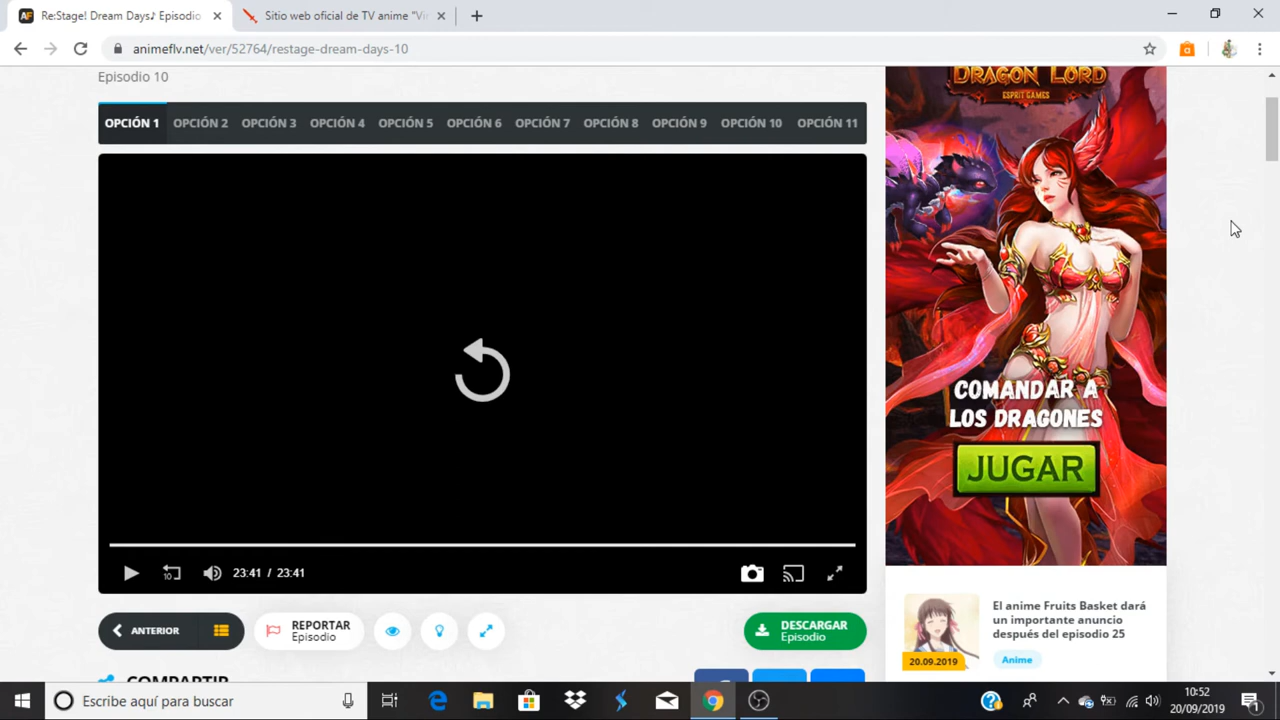 Re:Stage! Dream Days♪ Episodio
Sitio web oficial de TV anime "Vi
animeflv.net/ver/52764/restage-dream-days-10
Episodio 10
OPCIÓN 1 OPCIÓN 2 OPCIÓN 3 OPCIÓN 4 OPCIÓN 5 OPCIÓN 6 OPCIÓN 7 OPCIÓN 8 OPCIÓN 9 OPCIÓN 10 OPCIÓN 11
10
23:41 / 23:41
ANTERIOR
REPORTAR
Episodio
DESCARGAR
Episodio
COMPARTIR
DRAGON LORD
ESPRIT GAMES
COMANDAR A
LOS DRAGONES
JUGAR
El anime Fruits Basket dará
un importante anuncio
después del episodio 25
20.09.2019
Anime
Escribe aquí para buscar
10:52
20/09/2019
1